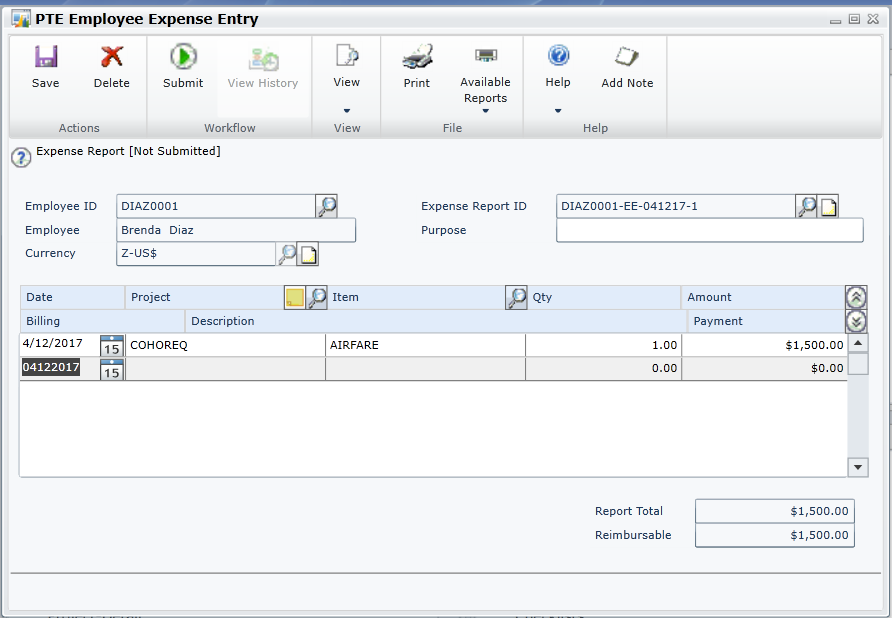 PTE Employee Expense Entry
Save Delete Submit View History View Print Available Reports Help Add Note
Actions Workflow View File Help
Expense Report [Not Submitted]
Employee ID DIAZ0001 Expense Report ID DIAZ0001-EE-041217-1
Employee Brenda Diaz Purpose
Currency Z-US$
Date Project Item Qty Amount
Billing Description Payment
4/12/2017 15 COHOREQ AIRFARE 1.00 $1,500.00
04122017 15 0.00 $0.00
Report Total $1,500.00
Reimbursable $1,500.00